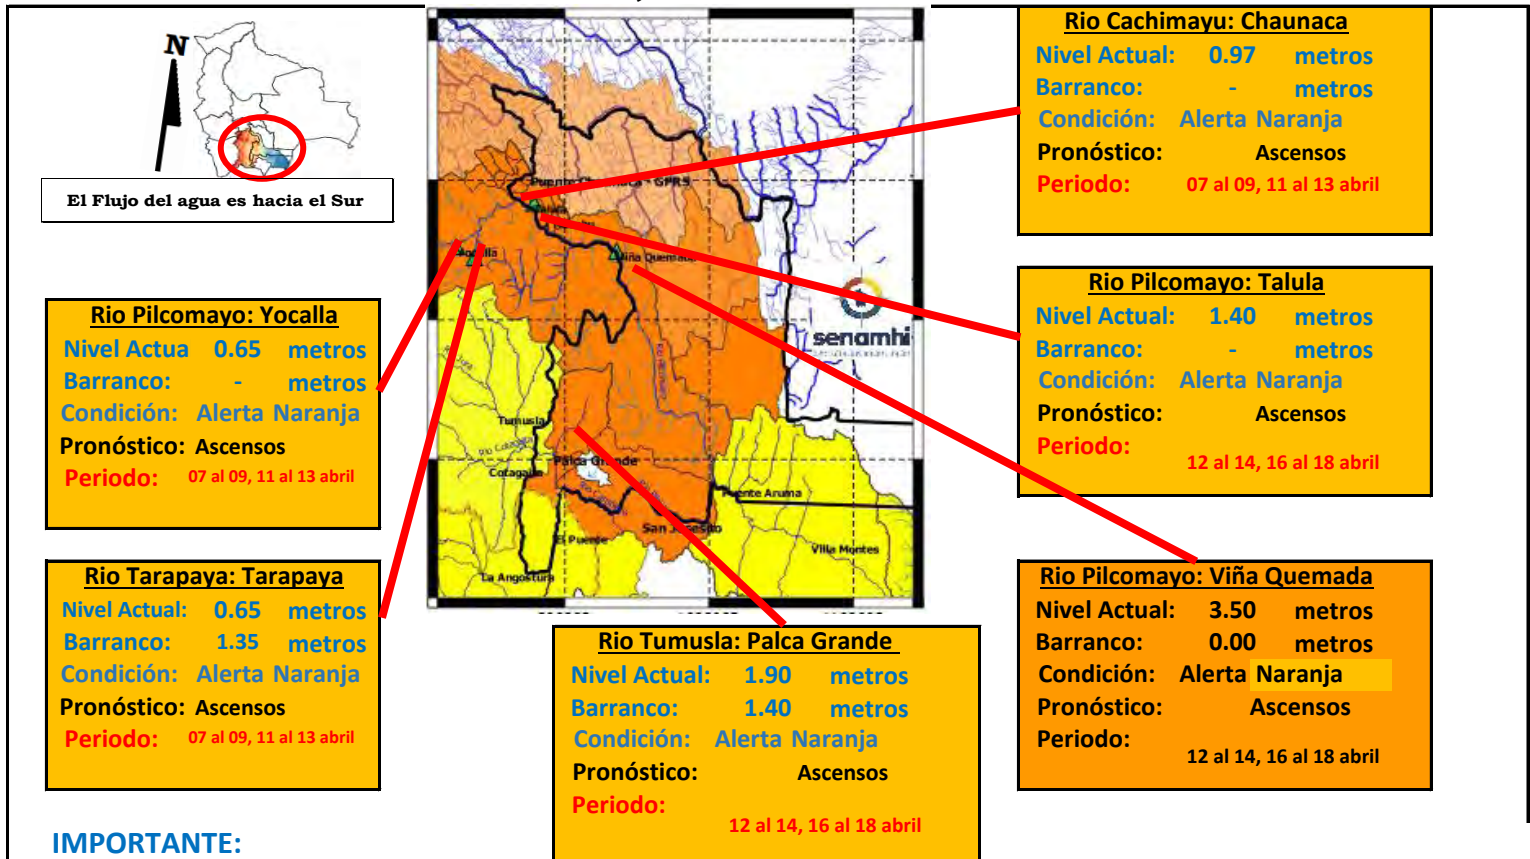 N
El Flujo del agua es hacia el Sur
Rio Pilcomayo: Yocalla
Nivel Actua 0.65 metros
Barranco: - metros
Condición: Alerta Naranja
Pronóstico: Ascensos
Periodo: 07 al 09, 11 al 13 abril
Rio Tarapaya: Tarapaya
Nivel Actual: 0.65 metros
Barranco: 1.35 metros
Condición: Alerta Naranja
Pronóstico: Ascensos
Periodo: 07 al 09, 11 al 13 abril
IMPORTANTE:
GPRS
Tumusla
Cotagaita
Palca Grande
El Puente
La Angostura
San Josesito
Puente Aruma
Villa Montes
senamhi
Rio Tumusla: Palca Grande
Nivel Actual: 1.90 metros
Barranco: 1.40 metros
Condición: Alerta Naranja
Pronóstico: Ascensos
Periodo:
12 al 14, 16 al 18 abril
Rio Cachimayu: Chaunaca
Nivel Actual: 0.97 metros
Barranco: - metros
Condición: Alerta Naranja
Pronóstico: Ascensos
Periodo: 07 al 09, 11 al 13 abril
Rio Pilcomayo: Talula
Nivel Actual: 1.40 metros
Barranco: - metros
Condición: Alerta Naranja
Pronóstico: Ascensos
Periodo:
12 al 14, 16 al 18 abril
Rio Pilcomayo: Viña Quemada
Nivel Actual: 3.50 metros
Barranco: 0.00 metros
Condición: Alerta Naranja
Pronóstico: Ascensos
Periodo:
12 al 14, 16 al 18 abril